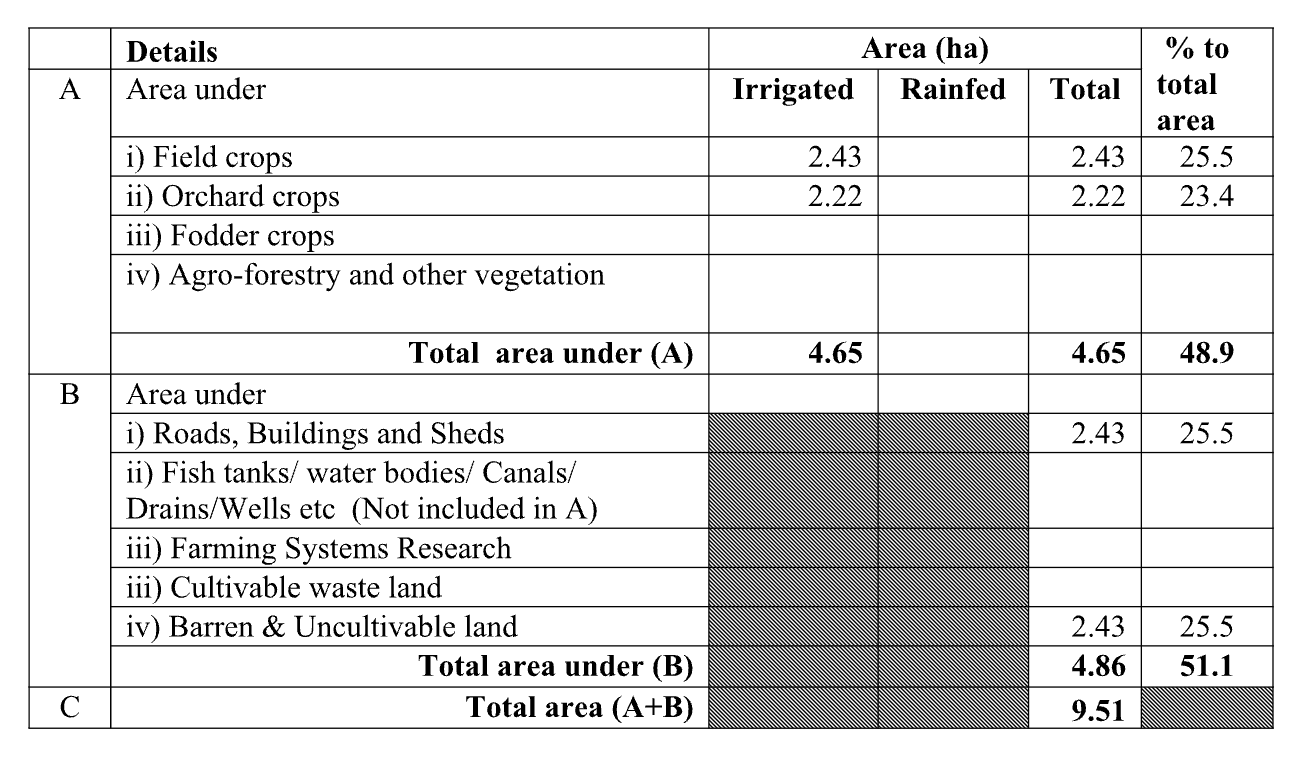 Details Area (ha) % to total area
A Area under Irrigated Rainfed Total
i) Field crops 2.43 2.43 25.5
ii) Orchard crops 2.22 2.22 23.4
iii) Fodder crops
iv) Agro-forestry and other vegetation
Total area under (A) 4.65 4.65 48.9
B Area under
i) Roads, Buildings and Sheds 2.43 25.5
ii) Fish tanks/ water bodies/ Canals/
Drains/Wells etc (Not included in A)
iii) Farming Systems Research
iii) Cultivable waste land
iv) Barren & Uncultivable land 2.43 25.5
Total area under (B) 4.86 51.1
C Total area (A+B) 9.51